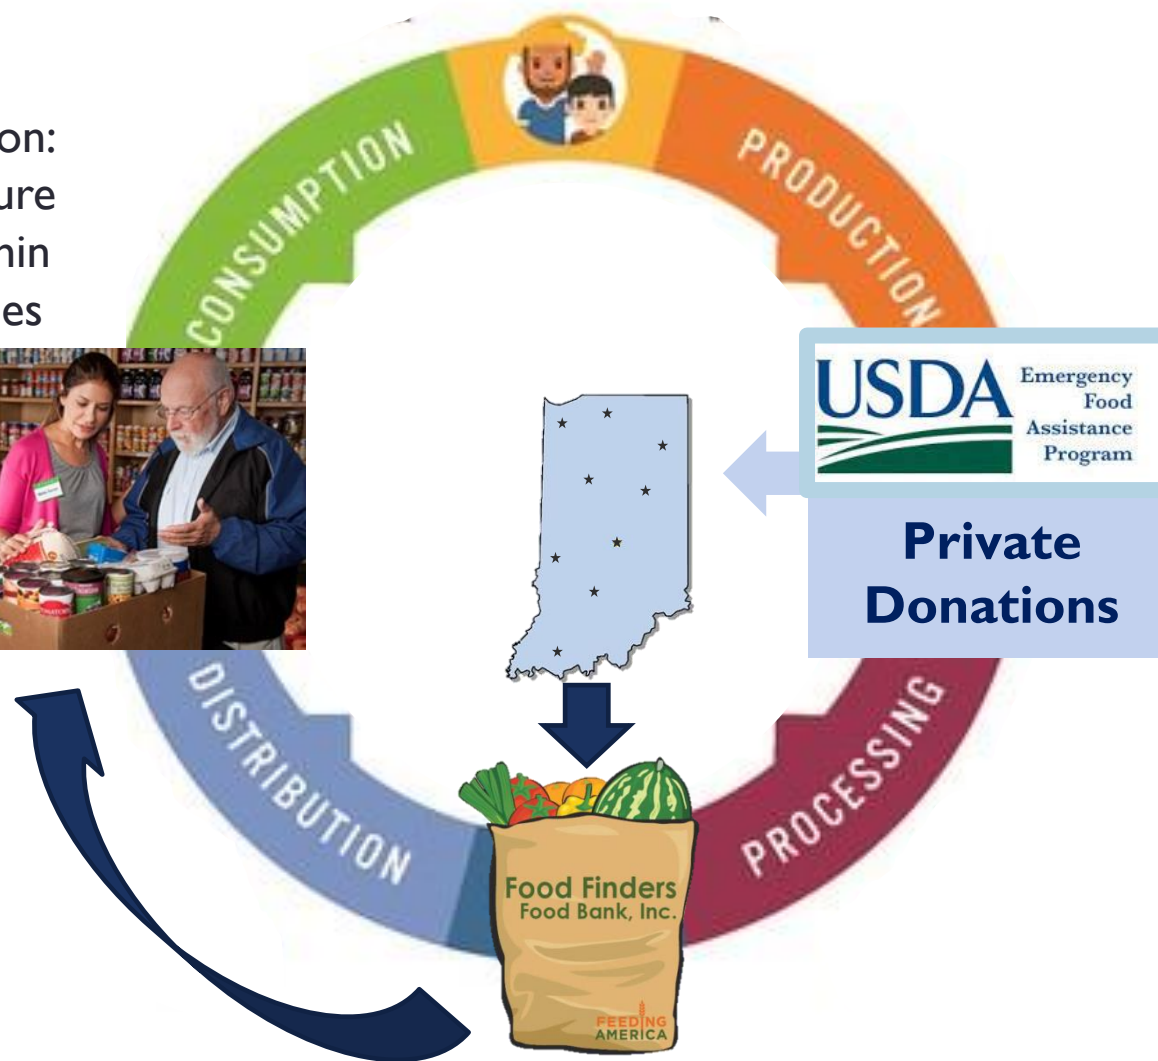 on:
ure
hin
es
CONSUMPTION
PRODUCTION
USDA
Emergency
Food
Assistance
Program
Private
Donations
DISTRIBUTION
PROCESSING
Food Finders
Food Bank, Inc.
FEEDING
AMERICA